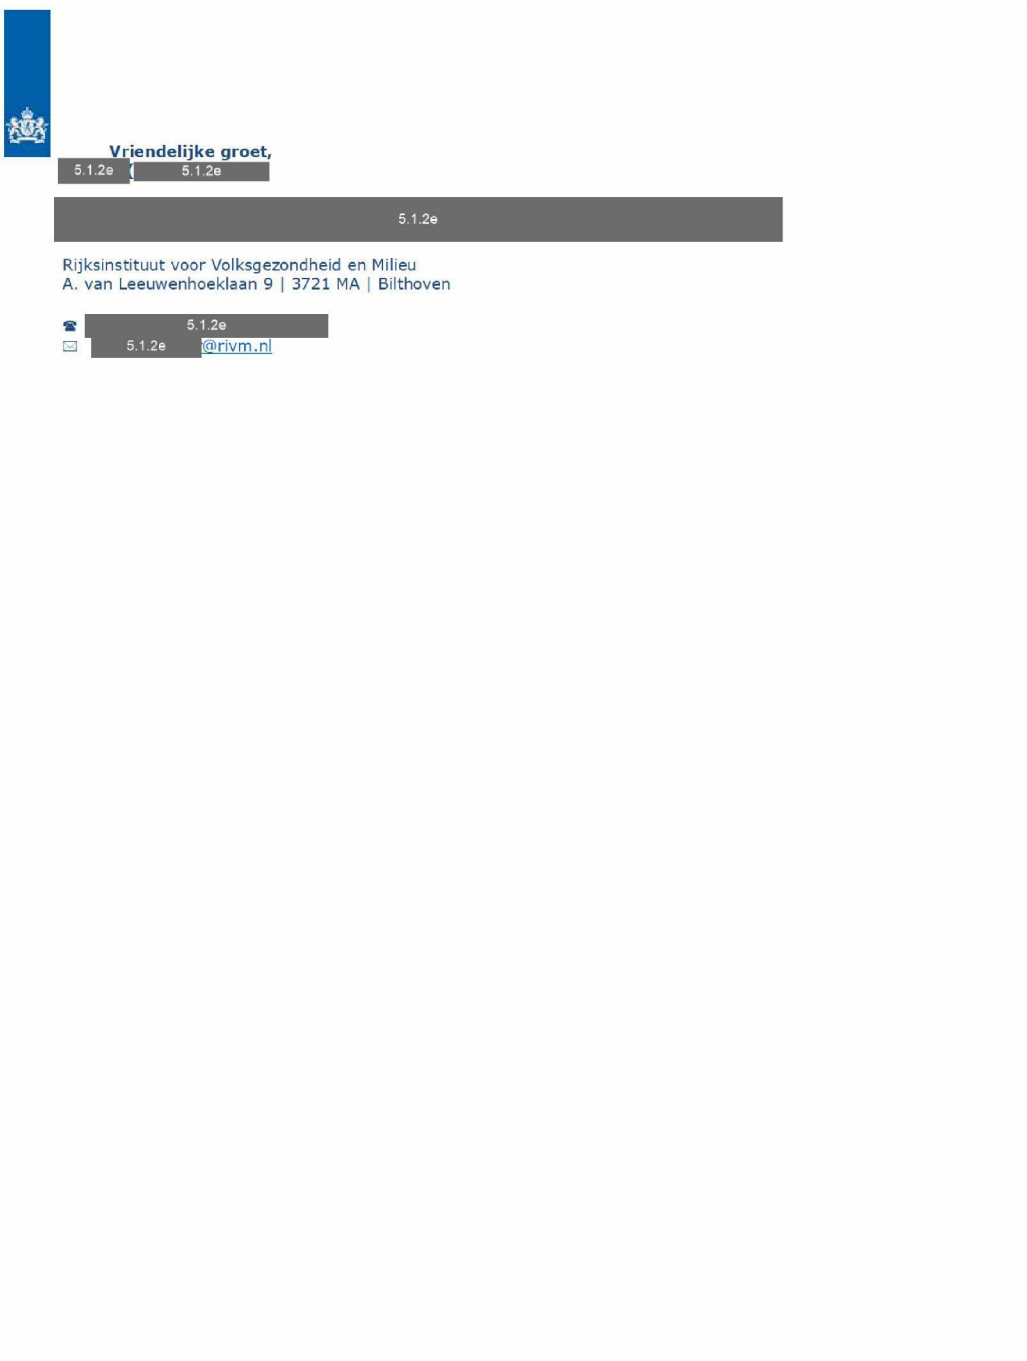 Vriendelijke groet,
5.1.2e ( 5.1.2e
5.1.2e
Rijksinstituut voor Volksgezondheid en Milieu
A. van Leeuwenhoeklaan 9 | 3721 MA | Bilthoven
☎ 5.1.2e
✉ 5.1.2e @rivm.nl